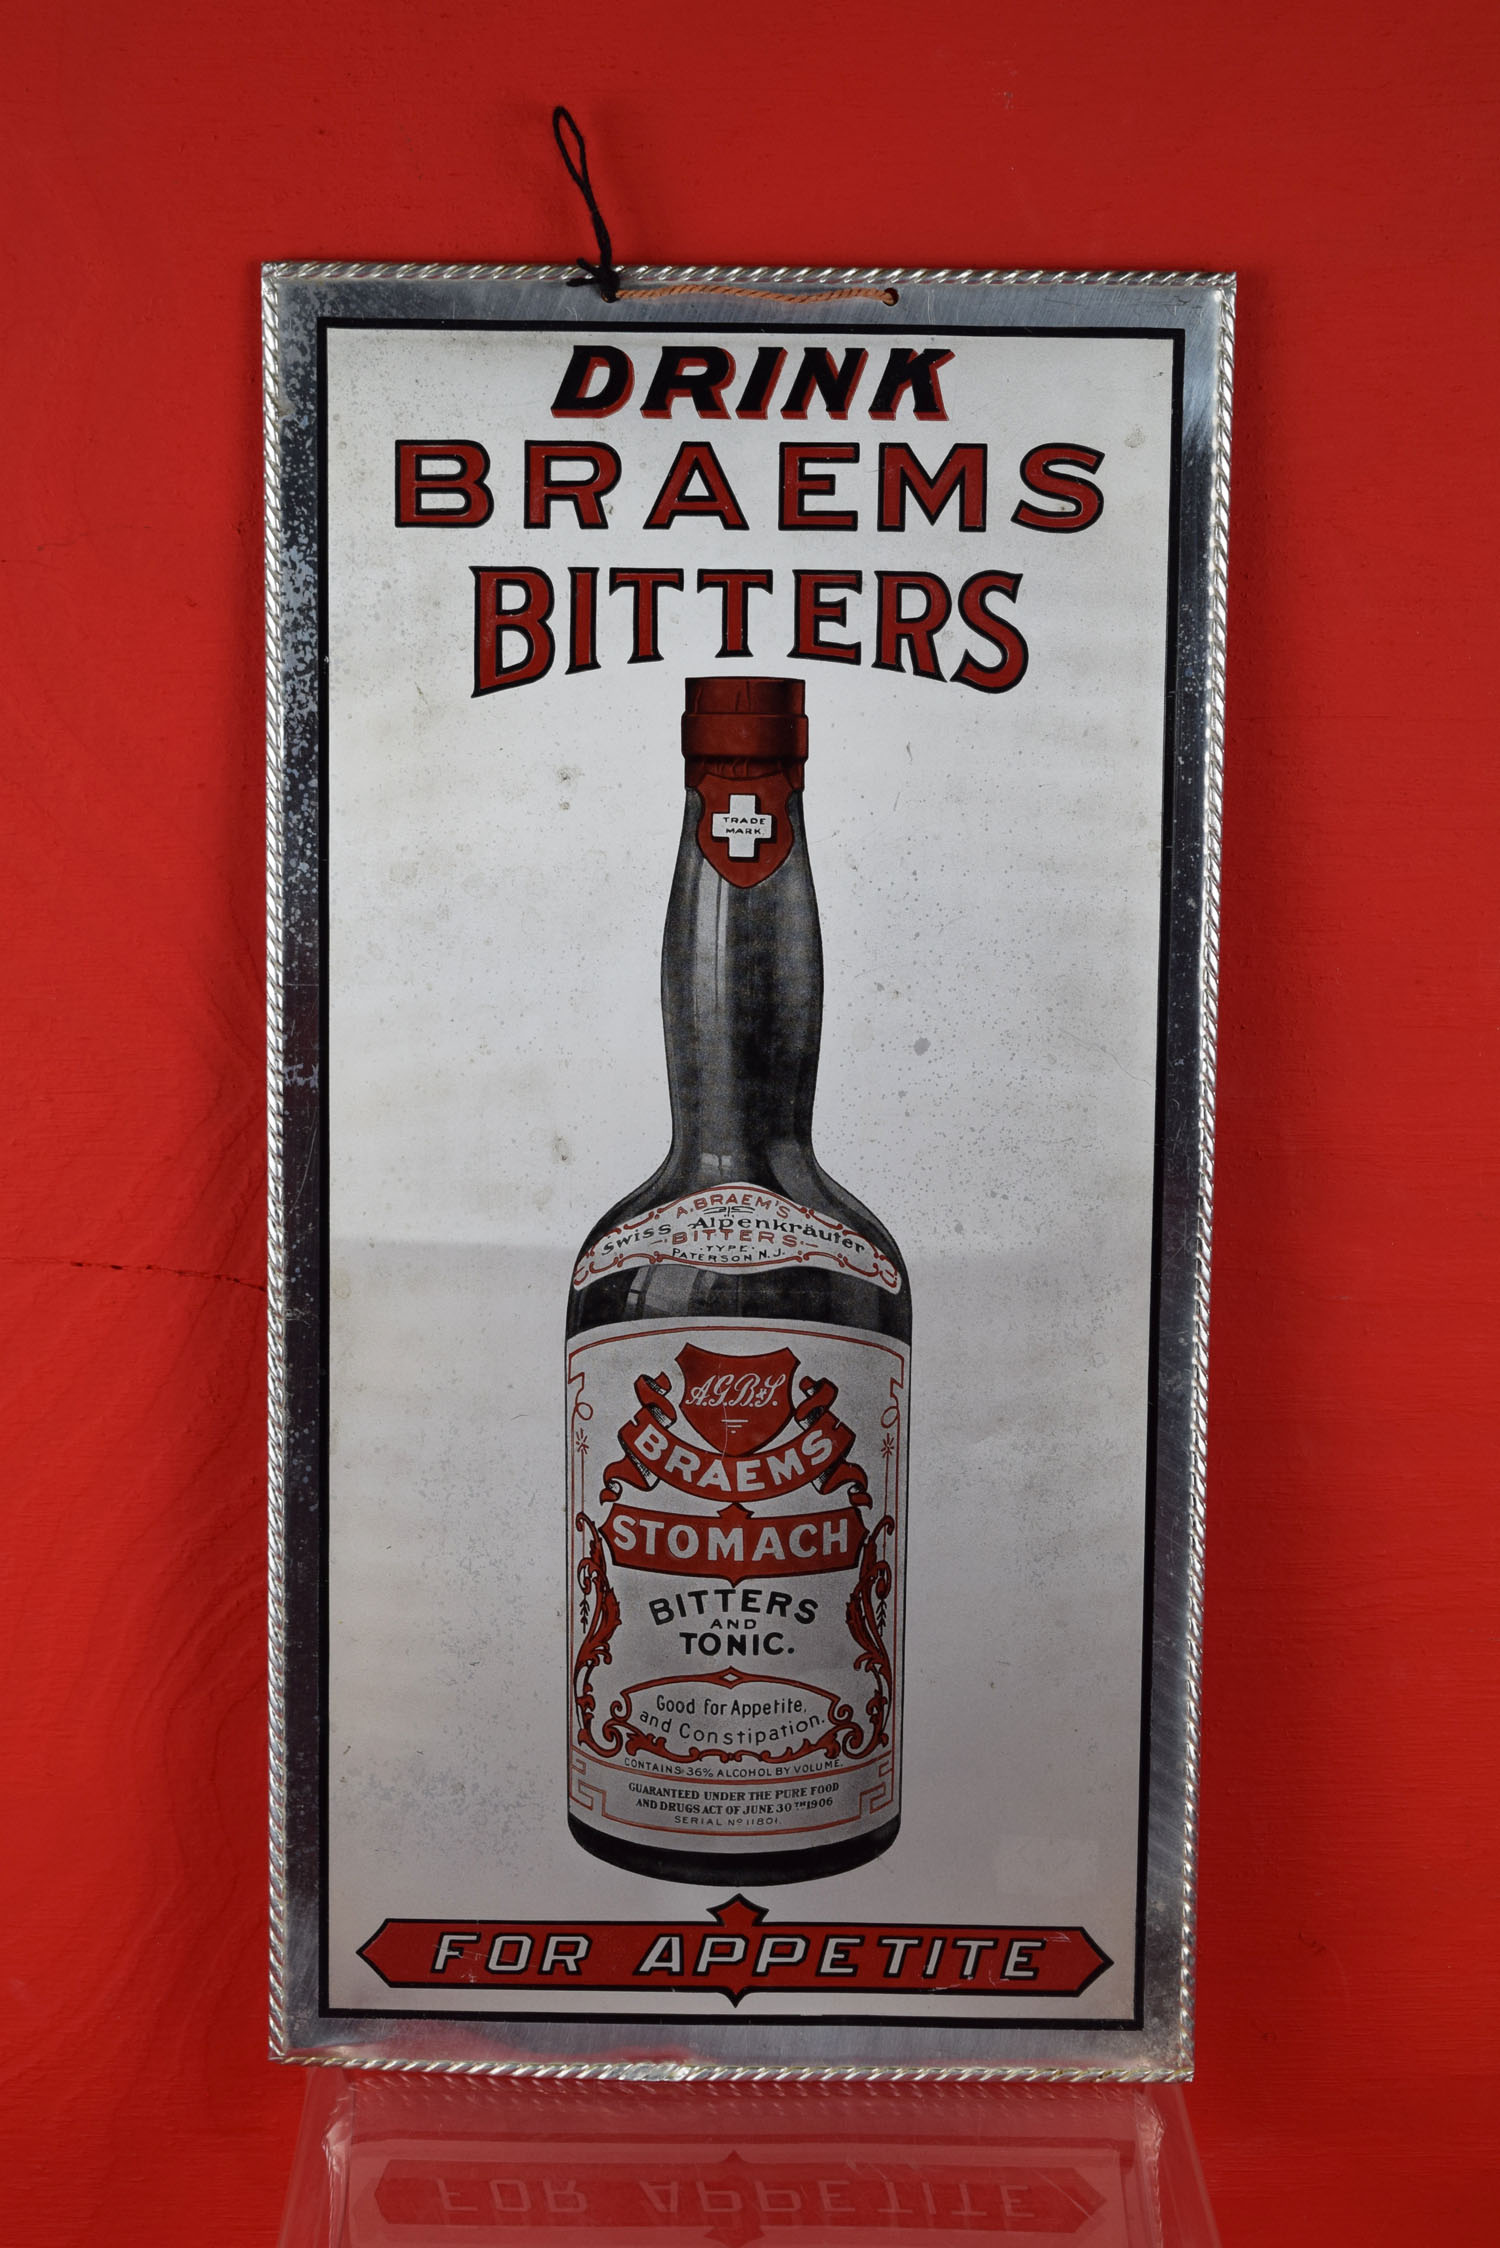 DRINK
BRAEMS
BITTERS
TRADE
MARK.
A. BRAEM'S
Swiss Alpenkräuter
BITTERS
TYPE
PATERSON N.J.
A.G.B.&S.
BRAEMS
STOMACH
BITTERS
AND
TONIC.
Good for Appetite,
and Constipation.
CONTAINS 36% ALCOHOL BY VOLUME.
GUARANTEED UNDER THE PURE FOOD
AND DRUGS ACT OF JUNE 30TH 1906
SERIAL No 11801.
FOR APPETITE